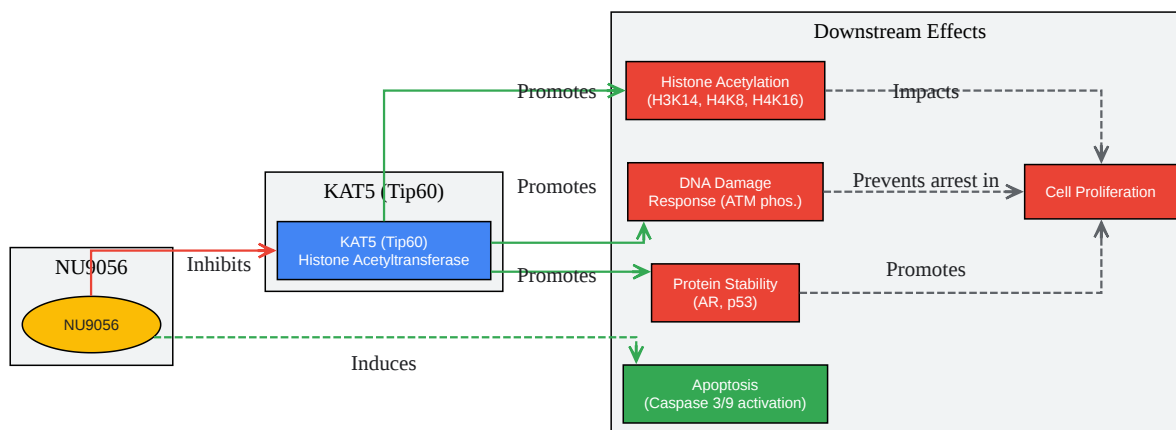 Downstream Effects
Histone Acetylation
(H3K14, H4K8, H4K16)
Promotes
Impacts
KAT5 (Tip60)
Promotes
DNA Damage
Response (ATM phos.)
Prevents arrest in
Cell Proliferation
KAT5 (Tip60)
Histone Acetyltransferase
NU9056
Inhibits
Promotes
Protein Stability
(AR, p53)
Promotes
NU9056
Induces
Apoptosis
(Caspase 3/9 activation)